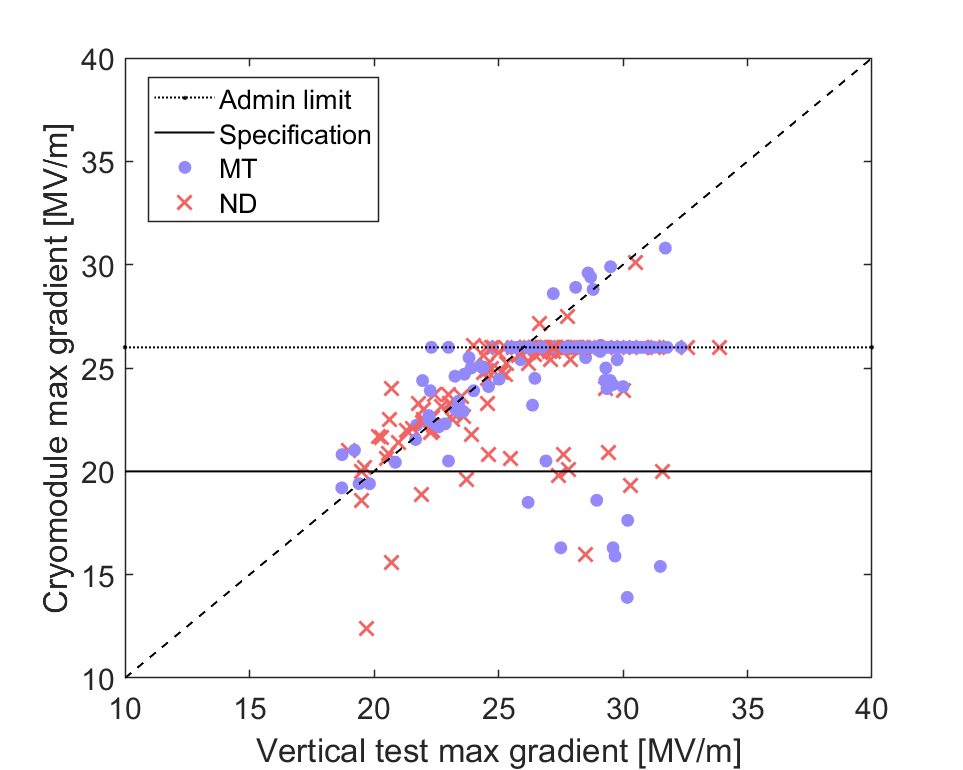 40
35
30
25
20
15
10
Cryomodule max gradient [MV/m]
Admin limit
Specification
MT
ND
10 15 20 25 30 35 40
Vertical test max gradient [MV/m]